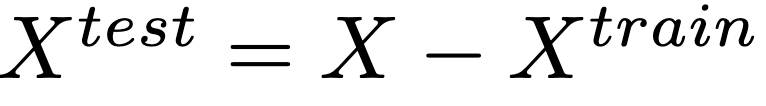 X^{test} = X - X^{train}